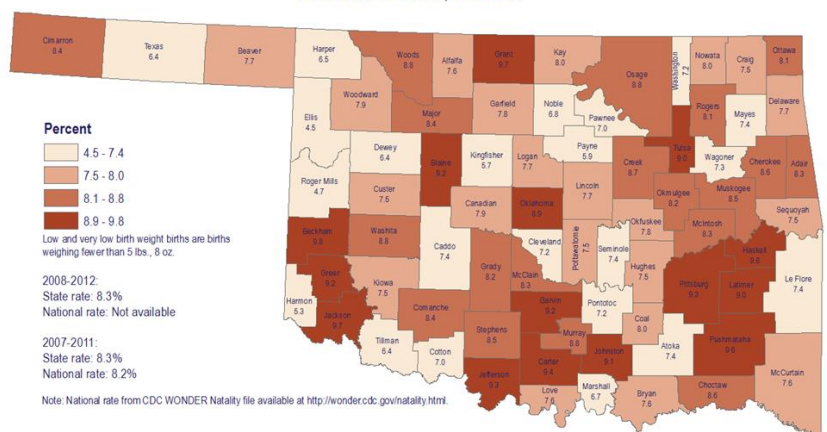 Cimarron
8.4
Texas
6.4
Beaver
7.7
Harper
6.5
Woods
8.8
Alfalfa
7.6
Grant
9.7
Kay
8.0
Osage
8.8
Washington
7.2
Nowata
8.0
Craig
7.5
Ottawa
8.1
Ellis
4.5
Woodward
7.9
Major
8.4
Garfield
7.8
Noble
6.8
Pawnee
7.0
Rogers
8.1
Mayes
7.4
Delaware
7.7
Percent
4.5 - 7.4
7.5 - 8.0
8.1 - 8.8
8.9 - 9.8
Low and very low birth weight births are births
weighing fewer than 5 lbs., 8 oz.
Roger Mills
4.7
Dewey
6.4
Custer
7.5
Blaine
9.2
Kingfisher
5.7
Logan
7.7
Payne
5.9
Creek
8.7
Tulsa
9.0
Wagoner
7.3
Cherokee
8.6
Adair
8.3
Canadian
7.9
Oklahoma
8.9
Lincoln
7.7
Okmulgee
8.2
Muskogee
8.5
Sequoyah
7.5
Beckham
Washita
8.8
Caddo
7.4
Cleveland
7.2
Pottawatomie
7.5
Seminole
7.4
Okfuskee
7.8
McIntosh
8.3
Haskell
Greer
9.2
Kiowa
7.5
Grady
8.2
McClain
8.3
Hughes
7.5
Pittsburg
9.3
Latimer
Le Flore
7.4
2008-2012:
State rate: 8.3%
National rate: Not available
Harmon
5.3
Jackson
9.7
Comanche
8.4
Garvin
9.2
Pontotoc
7.2
Coal
8.0
2007-2011:
State rate: 8.3%
National rate: 8.2%
Tillman
6.4
Cotton
7.0
Stephens
8.5
Murray
8.8
Johnston
9.1
Atoka
7.4
Pushmataha
McCurtain
7.6
Jefferson
9.3
Carter
9.4
Love
7.6
Marshall
6.7
Bryan
7.6
Choctaw
8.6
Note: National rate from CDC WONDER Natality file available at http://wonder.cdc.gov/natality.html.